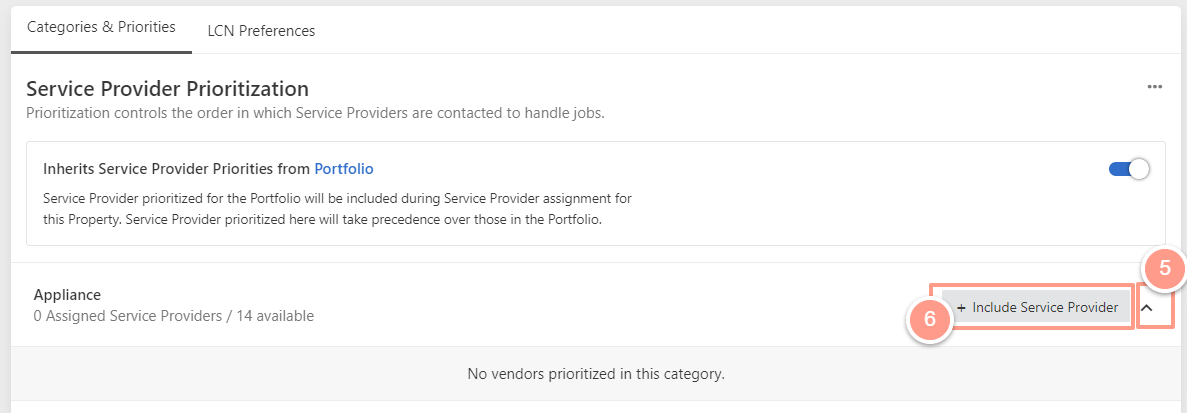 Categories & Priorities
LCN Preferences
Service Provider Prioritization
Prioritization controls the order in which Service Providers are contacted to handle jobs.
Inherits Service Provider Priorities from Portfolio
Service Provider prioritized for the Portfolio will be included during Service Provider assignment for
this Property. Service Provider prioritized here will take precedence over those in the Portfolio.
5
Appliance
6
+ Include Service Provider
0 Assigned Service Providers / 14 available
No vendors prioritized in this category.